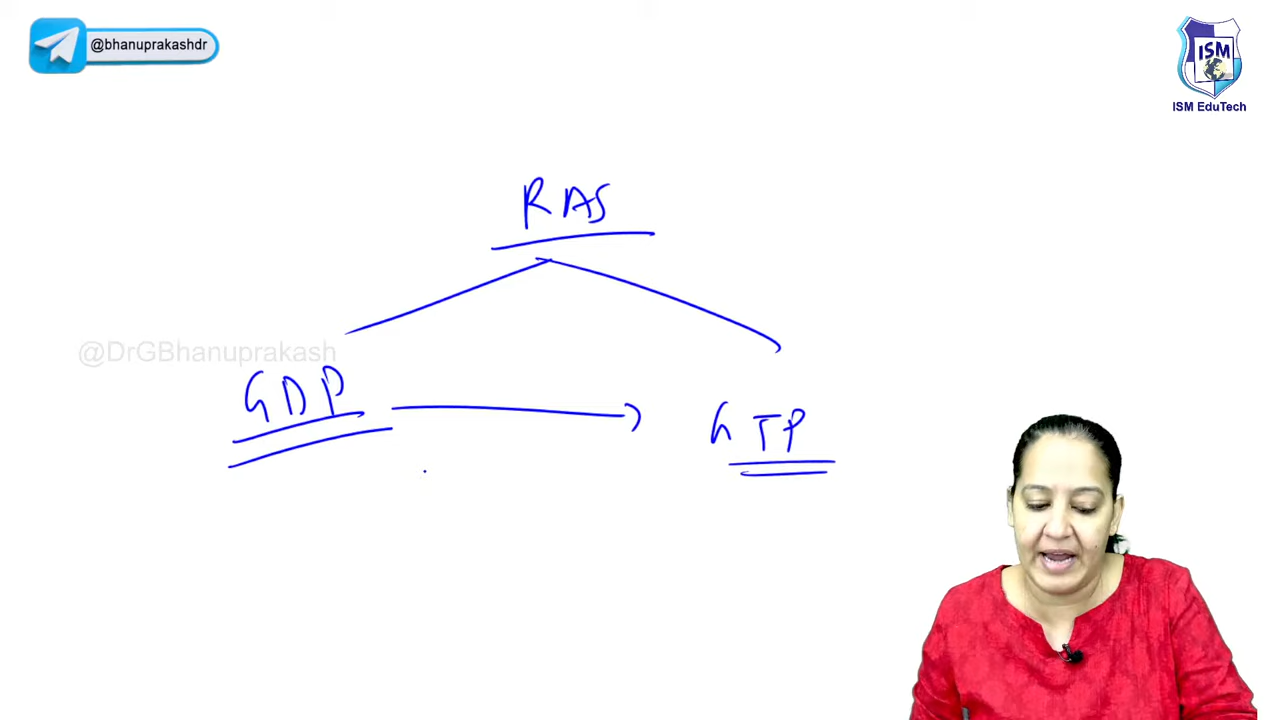 @bhanuprakashdr
ISM
ISM EduTech
RAS
@DrGBhanuprakash
GDP
GTP